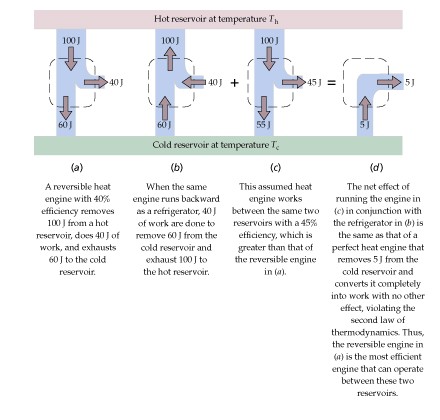 Hot reservoir at temperature Th
100 J 100 J 100 J
40 J 40 J + 45 J = 5 J
60 J 60 J 55 J 5 J
Cold reservoir at temperature Tc
(a) (b) (c) (d)
A reversible heat
engine with 40%
efficiency removes
100 J from a hot
reservoir, does 40 J of
work, and exhausts
60 J to the cold
reservoir.
When the same
engine runs backward
as a refrigerator, 40 J
of work are done to
remove 60 J from the
cold reservoir and
exhaust 100 J to
the hot reservoir.
This assumed heat
engine works
between the same two
reservoirs with a 45%
efficiency, which is
greater than that of
the reversible engine
in (a).
The net effect of
running the engine in
(c) in conjunction with
the refrigerator in (b) is
the same as that of a
perfect heat engine that
removes 5 J from the
cold reservoir and
converts it completely
into work with no other
effect, violating the
second law of
thermodynamics. Thus,
the reversible engine in
(a) is the most efficient
engine that can operate
between these two
reservoirs.